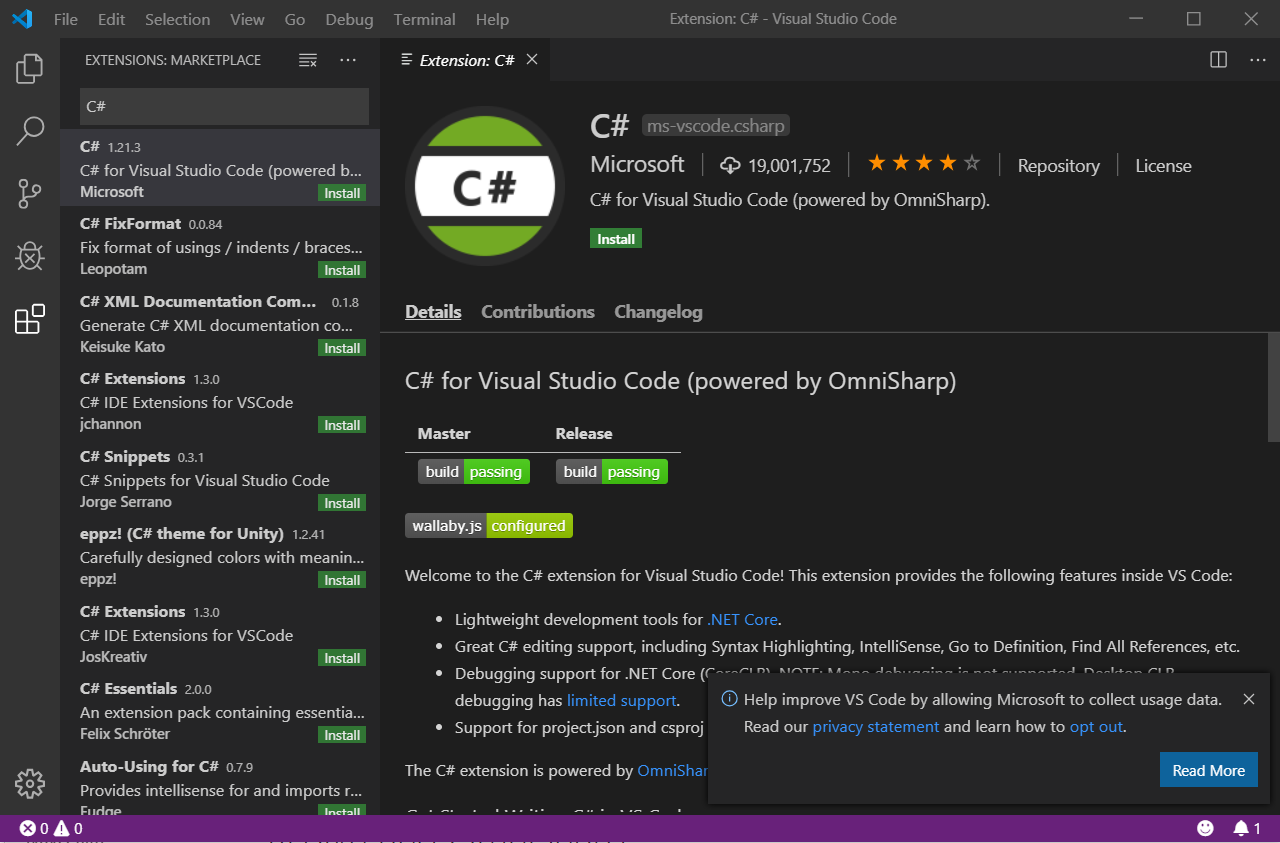 File Edit Selection View Go Debug Terminal Help
Extension: C# - Visual Studio Code
EXTENSIONS: MARKETPLACE
C#
C# 1.21.3
C# for Visual Studio Code (powered b...
Microsoft Install
C# FixFormat 0.0.84
Fix format of usings / indents / braces...
Leopotam Install
C# XML Documentation Com... 0.1.8
Generate C# XML documentation co...
Keisuke Kato Install
C# Extensions 1.3.0
C# IDE Extensions for VSCode
jchannon Install
C# Snippets 0.3.1
C# Snippets for Visual Studio Code
Jorge Serrano Install
eppz! (C# theme for Unity) 1.2.41
Carefully designed colors with meanin...
eppz! Install
C# Extensions 1.3.0
C# IDE Extensions for VSCode
JosKreativ Install
C# Essentials 2.0.0
An extension pack containing essentia...
Felix Schröter Install
Auto-Using for C# 0.7.9
Provides intellisense for and imports r...
Fudge Install
Extension: C#
C#
C# ms-vscode.csharp
Microsoft 19,001,752 Repository License
C# for Visual Studio Code (powered by OmniSharp).
Install
Details Contributions Changelog
C# for Visual Studio Code (powered by OmniSharp)
Master Release
build passing build passing
wallaby.js configured
Welcome to the C# extension for Visual Studio Code! This extension provides the following features inside VS Code:
• Lightweight development tools for .NET Core.
• Great C# editing support, including Syntax Highlighting, IntelliSense, Go to Definition, Find All References, etc.
• Debugging support for .NET Core (CoreCLR). NOTE: Mono debugging is not supported. Desktop CLR
debugging has limited support.
• Support for project.json and csproj
The C# extension is powered by OmniShar
Get Started Writing C# in VS Code
Help improve VS Code by allowing Microsoft to collect usage data.
Read our privacy statement and learn how to opt out.
Read More
0 0
1